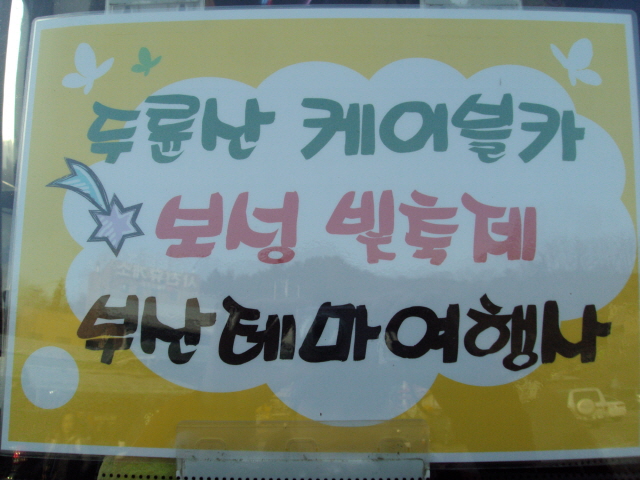 두륜산 케이블카
보성 빛축제
부산테마여행사